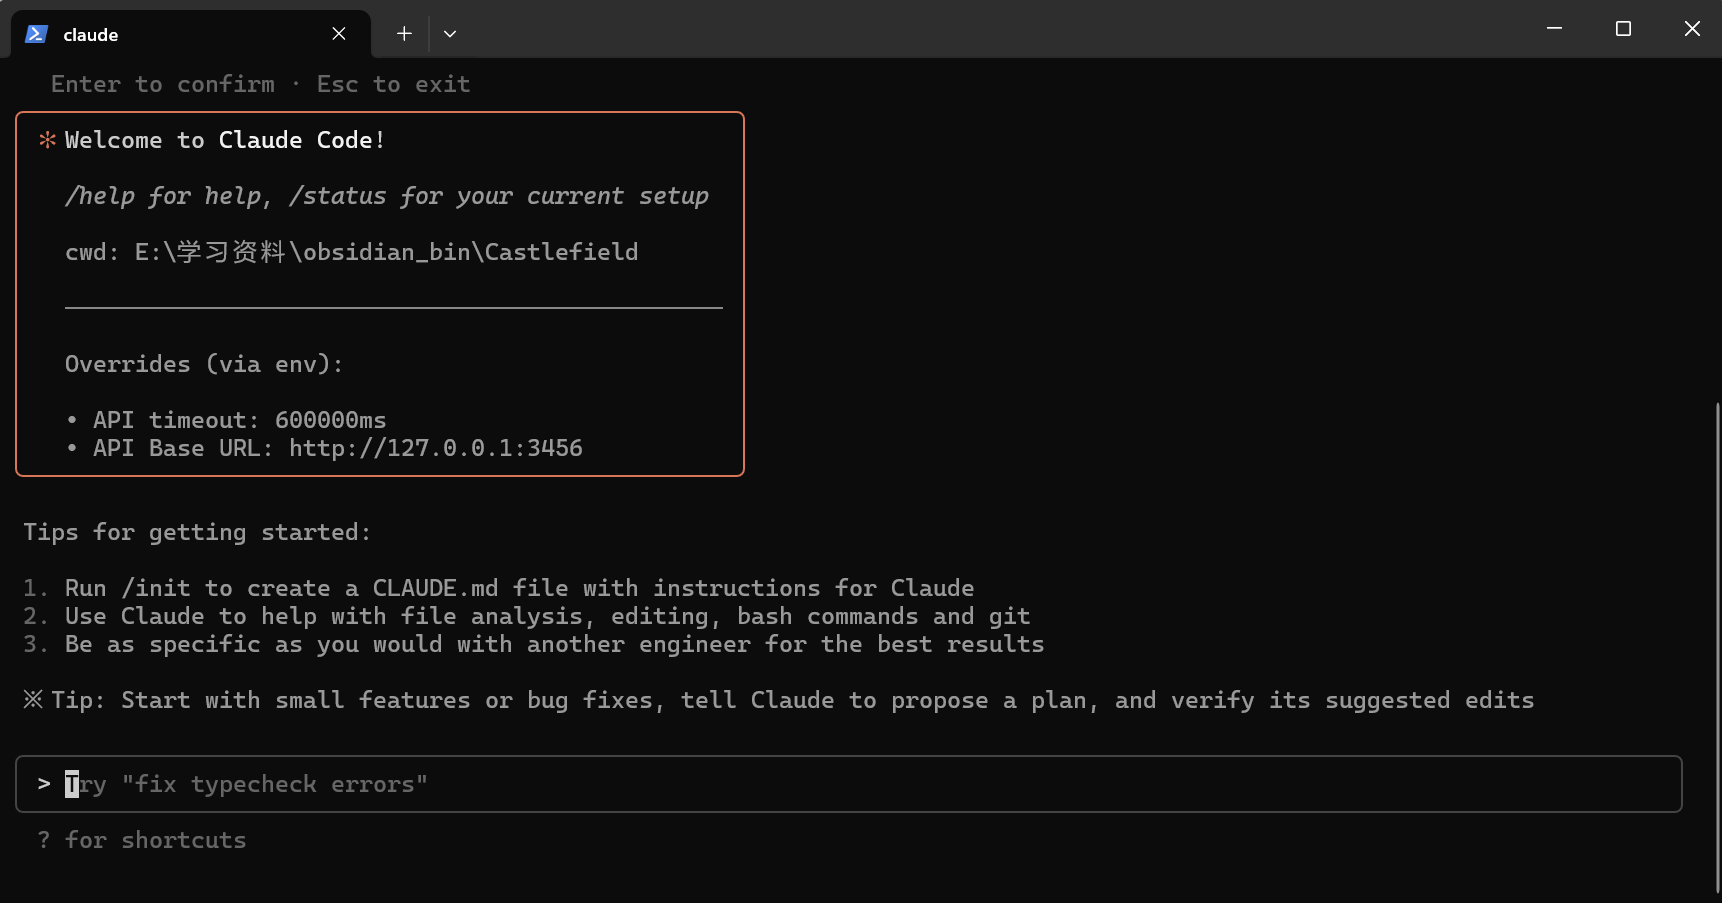 claude
Enter to confirm · Esc to exit
✻ Welcome to Claude Code!
/help for help, /status for your current setup
cwd: E:\学习资料\obsidian_bin\Castlefield
Overrides (via env):
• API timeout: 600000ms
• API Base URL: http://127.0.0.1:3456
Tips for getting started:
1. Run /init to create a CLAUDE.md file with instructions for Claude
2. Use Claude to help with file analysis, editing, bash commands and git
3. Be as specific as you would with another engineer for the best results
※ Tip: Start with small features or bug fixes, tell Claude to propose a plan, and verify its suggested edits
> Try "fix typecheck errors"
? for shortcuts